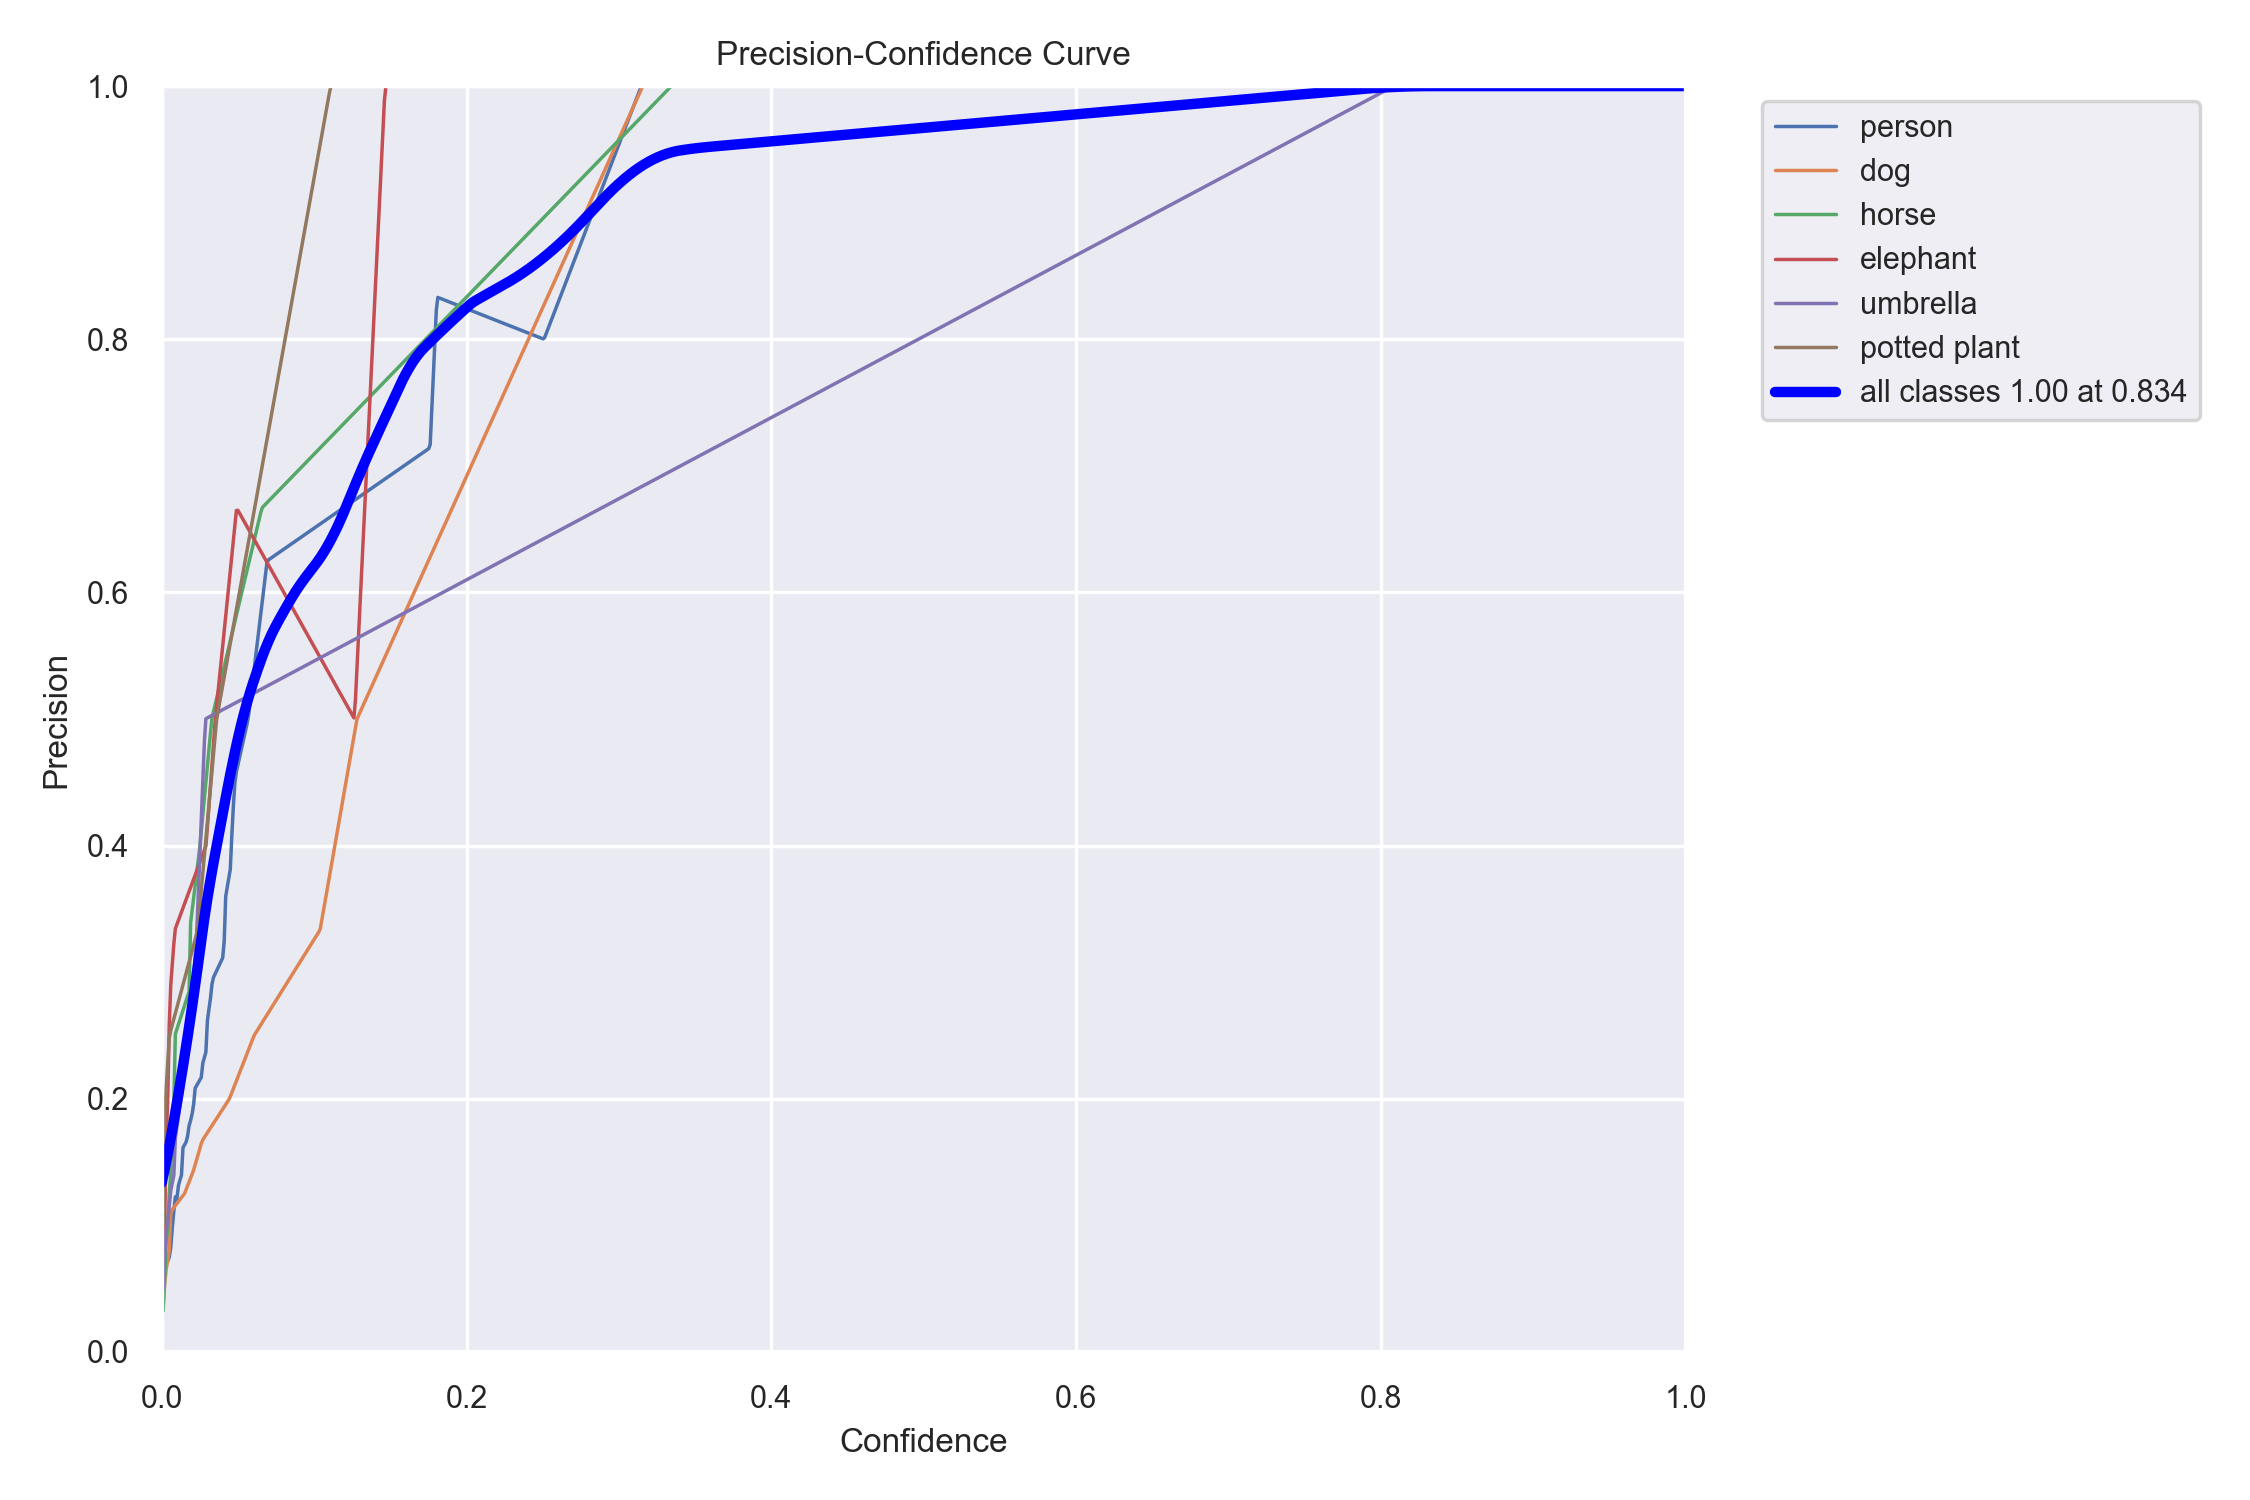 Precision-Confidence Curve
1.0
0.8
0.6
0.4
0.2
0.0
Precision
0.0 0.2 0.4 0.6 0.8 1.0
Confidence
person
dog
horse
elephant
umbrella
potted plant
all classes 1.00 at 0.834